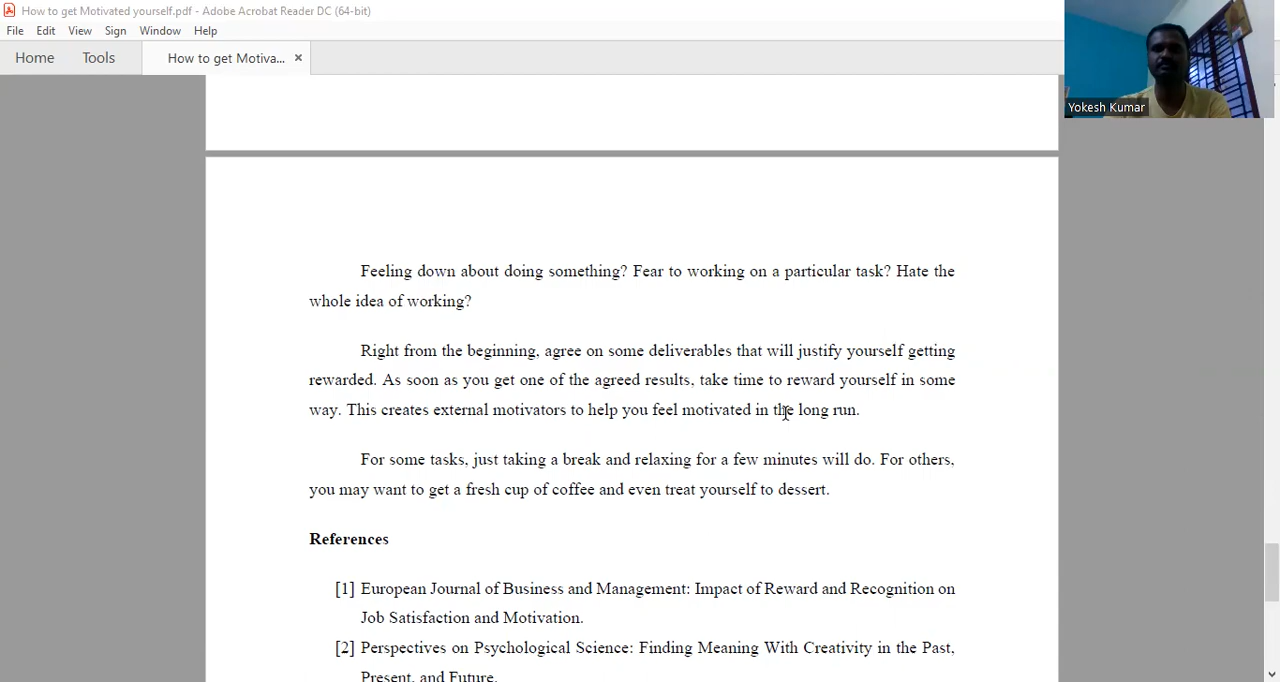 How to get Motivated yourself.pdf - Adobe Acrobat Reader DC (64-bit)
File Edit View Sign Window Help
Home Tools How to get Motiva... ×
Yokesh Kumar
Feeling down about doing something? Fear to working on a particular task? Hate the
whole idea of working?
Right from the beginning, agree on some deliverables that will justify yourself getting
rewarded. As soon as you get one of the agreed results, take time to reward yourself in some
way. This creates external motivators to help you feel motivated in the long run.
For some tasks, just taking a break and relaxing for a few minutes will do. For others,
you may want to get a fresh cup of coffee and even treat yourself to dessert.
References
[1] European Journal of Business and Management: Impact of Reward and Recognition on
Job Satisfaction and Motivation.
[2] Perspectives on Psychological Science: Finding Meaning With Creativity in the Past,
Present, and Future.